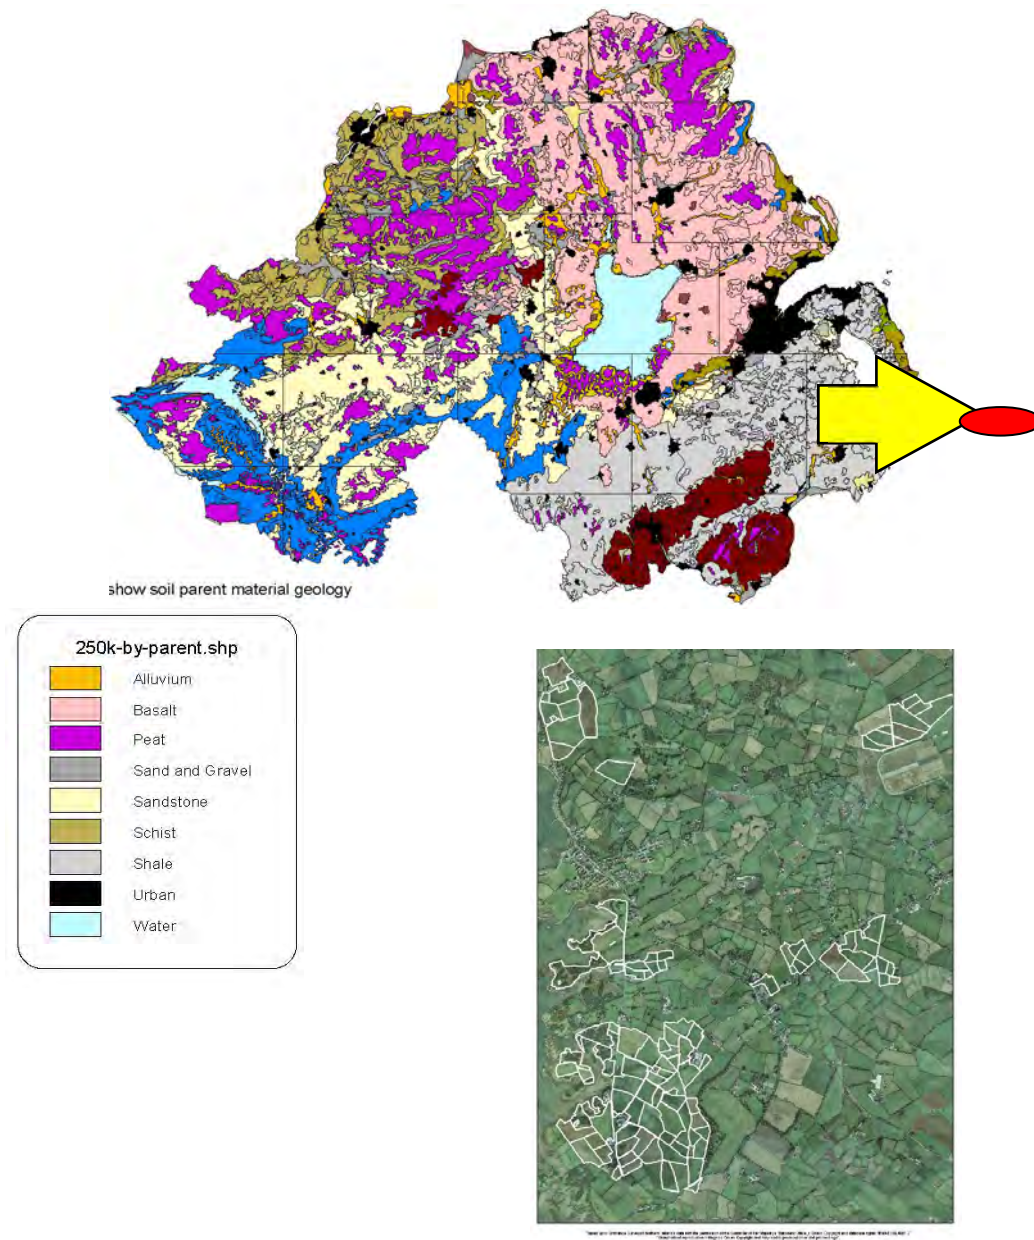 show soil parent material geology
250k-by-parent.shp
Alluvium
Basalt
Peat
Sand and Gravel
Sandstone
Schist
Shale
Urban
Water